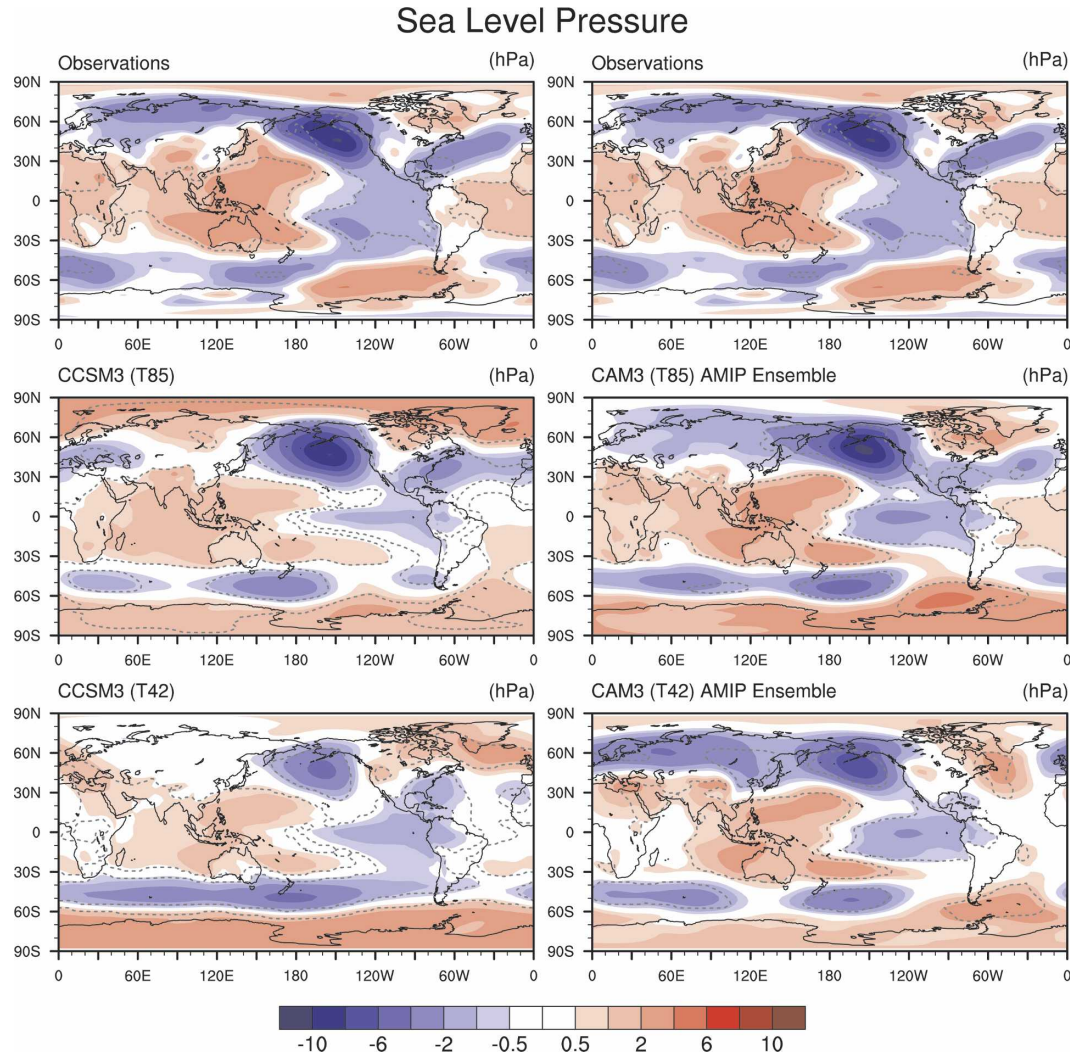 Sea Level Pressure
Observations (hPa)
90N
60N
30N
0
30S
60S
90S
0 60E 120E 180 120W 60W 0
Observations (hPa)
90N
60N
30N
0
30S
60S
90S
0 60E 120E 180 120W 60W 0
CCSM3 (T85) (hPa)
90N
60N
30N
0
30S
60S
90S
0 60E 120E 180 120W 60W 0
CAM3 (T85) AMIP Ensemble (hPa)
90N
60N
30N
0
30S
60S
90S
0 60E 120E 180 120W 60W 0
CCSM3 (T42) (hPa)
90N
60N
30N
0
30S
60S
90S
0 60E 120E 180 120W 60W 0
CAM3 (T42) AMIP Ensemble (hPa)
90N
60N
30N
0
30S
60S
90S
0 60E 120E 180 120W 60W 0
-10 -6 -2 -0.5 0.5 2 6 10